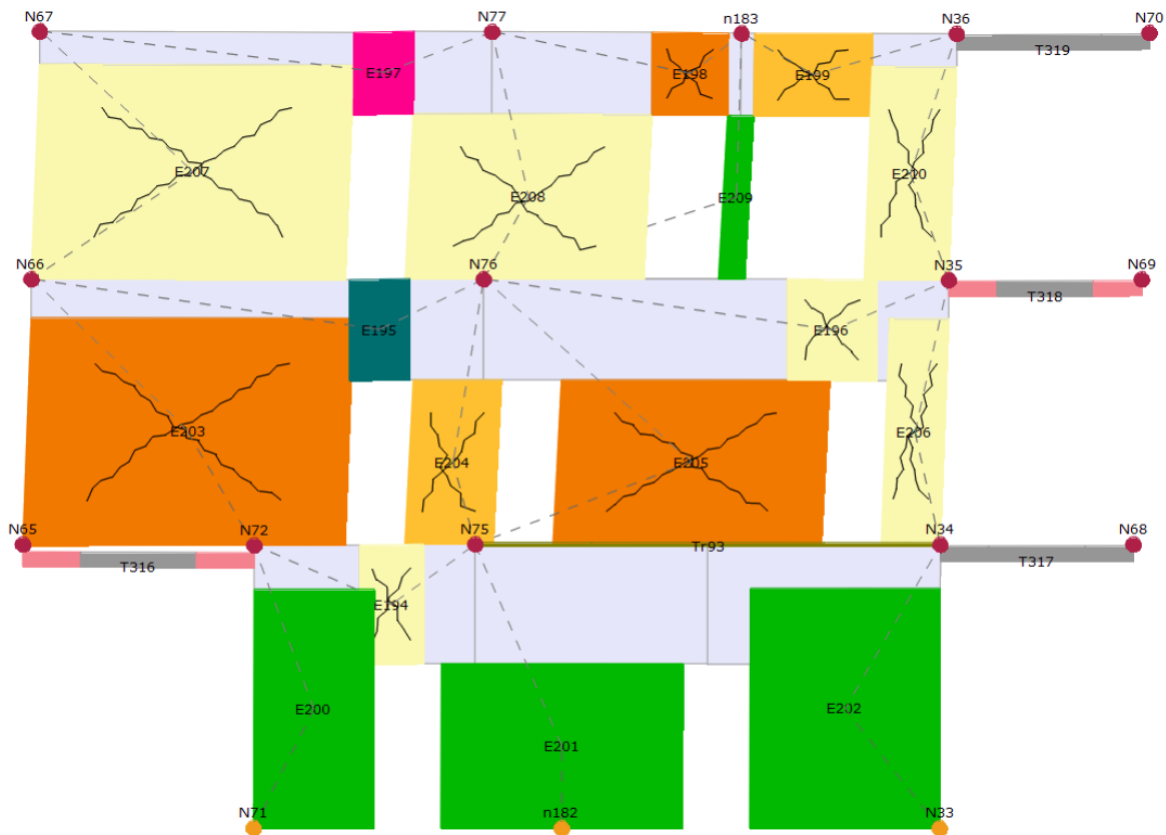 N67 N77 n183 N36 N70
T319
E197 E198 E199
E207 E208 E209 E210
N66 N76 N35 N69
T318
E195 E196
E203 E204 E205 E206
N65 N72 N75 N34 N68
T316 Tr93 T317
E194
E200 E201 E202
N71 n182 N33